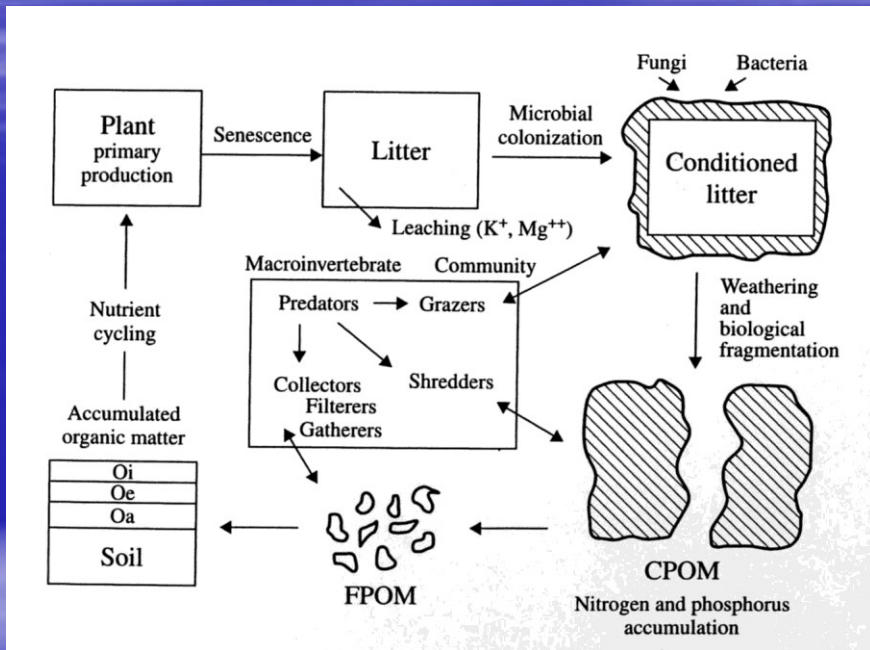 Fungi Bacteria
Plant
primary
production
Senescence
Litter
Microbial
colonization
Conditioned
litter
Leaching (K⁺, Mg⁺⁺)
Macroinvertebrate Community
Predators
Grazers
Collectors
Filterers
Gatherers
Shredders
Weathering
and
biological
fragmentation
Nutrient
cycling
Accumulated
organic matter
Oi
Oe
Oa
Soil
FPOM
CPOM
Nitrogen and phosphorus
accumulation